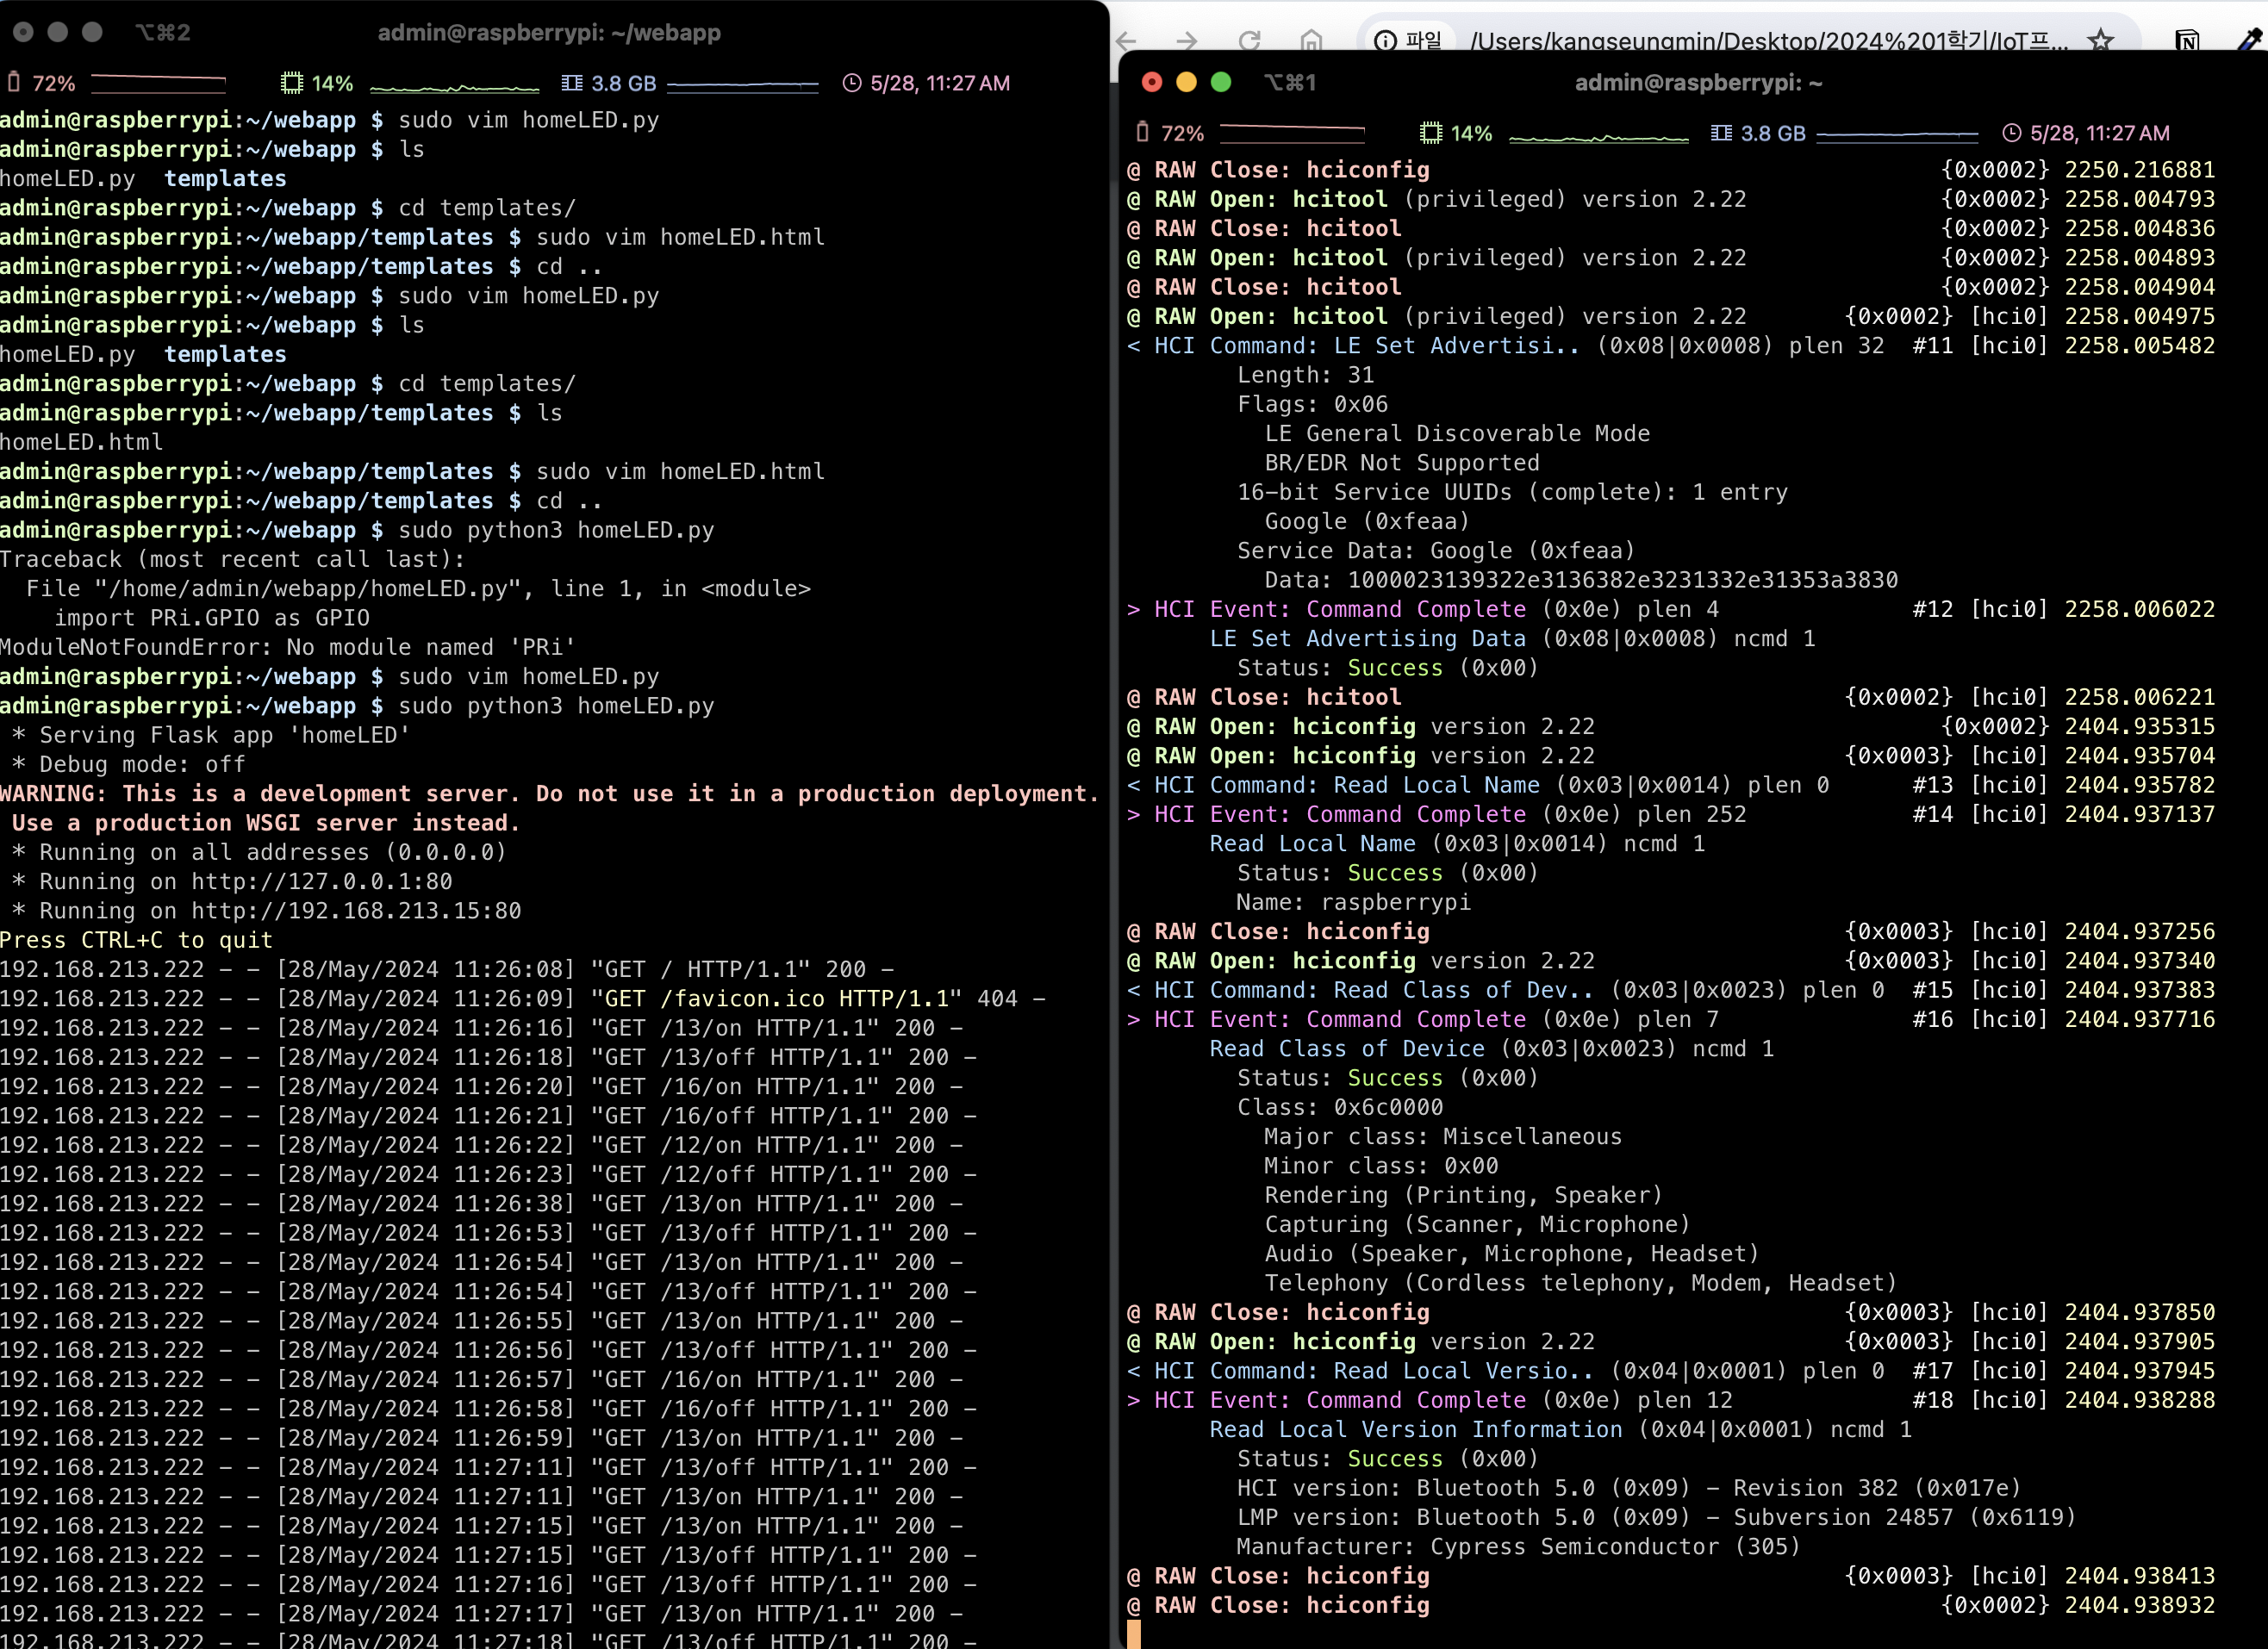 ⌥⌘2 admin@raspberrypi: ~/webapp
72% 14% 3.8 GB 5/28, 11:27 AM
admin@raspberrypi:~/webapp $ sudo vim homeLED.py
admin@raspberrypi:~/webapp $ ls
homeLED.py  templates
admin@raspberrypi:~/webapp $ cd templates/
admin@raspberrypi:~/webapp/templates $ sudo vim homeLED.html
admin@raspberrypi:~/webapp/templates $ cd ..
admin@raspberrypi:~/webapp $ sudo vim homeLED.py
admin@raspberrypi:~/webapp $ ls
homeLED.py  templates
admin@raspberrypi:~/webapp $ cd templates/
admin@raspberrypi:~/webapp/templates $ ls
homeLED.html
admin@raspberrypi:~/webapp/templates $ sudo vim homeLED.html
admin@raspberrypi:~/webapp/templates $ cd ..
admin@raspberrypi:~/webapp $ sudo python3 homeLED.py
Traceback (most recent call last):
  File "/home/admin/webapp/homeLED.py", line 1, in <module>
    import PRi.GPIO as GPIO
ModuleNotFoundError: No module named 'PRi'
admin@raspberrypi:~/webapp $ sudo vim homeLED.py
admin@raspberrypi:~/webapp $ sudo python3 homeLED.py
 * Serving Flask app 'homeLED'
 * Debug mode: off
WARNING: This is a development server. Do not use it in a production deployment.
 Use a production WSGI server instead.
 * Running on all addresses (0.0.0.0)
 * Running on http://127.0.0.1:80
 * Running on http://192.168.213.15:80
Press CTRL+C to quit
192.168.213.222 - - [28/May/2024 11:26:08] "GET / HTTP/1.1" 200 -
192.168.213.222 - - [28/May/2024 11:26:09] "GET /favicon.ico HTTP/1.1" 404 -
192.168.213.222 - - [28/May/2024 11:26:16] "GET /13/on HTTP/1.1" 200 -
192.168.213.222 - - [28/May/2024 11:26:18] "GET /13/off HTTP/1.1" 200 -
192.168.213.222 - - [28/May/2024 11:26:20] "GET /16/on HTTP/1.1" 200 -
192.168.213.222 - - [28/May/2024 11:26:21] "GET /16/off HTTP/1.1" 200 -
192.168.213.222 - - [28/May/2024 11:26:22] "GET /12/on HTTP/1.1" 200 -
192.168.213.222 - - [28/May/2024 11:26:23] "GET /12/off HTTP/1.1" 200 -
192.168.213.222 - - [28/May/2024 11:26:38] "GET /13/on HTTP/1.1" 200 -
192.168.213.222 - - [28/May/2024 11:26:53] "GET /13/off HTTP/1.1" 200 -
192.168.213.222 - - [28/May/2024 11:26:54] "GET /13/on HTTP/1.1" 200 -
192.168.213.222 - - [28/May/2024 11:26:54] "GET /13/off HTTP/1.1" 200 -
192.168.213.222 - - [28/May/2024 11:26:55] "GET /13/on HTTP/1.1" 200 -
192.168.213.222 - - [28/May/2024 11:26:56] "GET /13/off HTTP/1.1" 200 -
192.168.213.222 - - [28/May/2024 11:26:57] "GET /16/on HTTP/1.1" 200 -
192.168.213.222 - - [28/May/2024 11:26:58] "GET /16/off HTTP/1.1" 200 -
192.168.213.222 - - [28/May/2024 11:26:59] "GET /13/on HTTP/1.1" 200 -
192.168.213.222 - - [28/May/2024 11:27:11] "GET /13/off HTTP/1.1" 200 -
192.168.213.222 - - [28/May/2024 11:27:11] "GET /13/on HTTP/1.1" 200 -
192.168.213.222 - - [28/May/2024 11:27:15] "GET /13/on HTTP/1.1" 200 -
192.168.213.222 - - [28/May/2024 11:27:15] "GET /13/off HTTP/1.1" 200 -
192.168.213.222 - - [28/May/2024 11:27:16] "GET /13/off HTTP/1.1" 200 -
192.168.213.222 - - [28/May/2024 11:27:17] "GET /13/on HTTP/1.1" 200 -
192.168.213.222 - - [28/May/2024 11:27:18] "GET /13/off HTTP/1.1" 200 -
파일 /Users/kangseungmin/Desktop/2024%201학기/IoT프...
⌥⌘1 admin@raspberrypi: ~
72% 14% 3.8 GB 5/28, 11:27 AM
@ RAW Close: hciconfig {0x0002} 2250.216881
@ RAW Open: hcitool (privileged) version 2.22 {0x0002} 2258.004793
@ RAW Close: hcitool {0x0002} 2258.004836
@ RAW Open: hcitool (privileged) version 2.22 {0x0002} 2258.004893
@ RAW Close: hcitool {0x0002} 2258.004904
@ RAW Open: hcitool (privileged) version 2.22 {0x0002} [hci0] 2258.004975
< HCI Command: LE Set Advertisi.. (0x08|0x0008) plen 32 #11 [hci0] 2258.005482
Length: 31
Flags: 0x06
LE General Discoverable Mode
BR/EDR Not Supported
16-bit Service UUIDs (complete): 1 entry
Google (0xfeaa)
Service Data: Google (0xfeaa)
Data: 1000023139322e3136382e3231332e31353a3830
> HCI Event: Command Complete (0x0e) plen 4 #12 [hci0] 2258.006022
LE Set Advertising Data (0x08|0x0008) ncmd 1
Status: Success (0x00)
@ RAW Close: hcitool {0x0002} [hci0] 2258.006221
@ RAW Open: hciconfig version 2.22 {0x0002} 2404.935315
@ RAW Open: hciconfig version 2.22 {0x0003} [hci0] 2404.935704
< HCI Command: Read Local Name (0x03|0x0014) plen 0 #13 [hci0] 2404.935782
> HCI Event: Command Complete (0x0e) plen 252 #14 [hci0] 2404.937137
Read Local Name (0x03|0x0014) ncmd 1
Status: Success (0x00)
Name: raspberrypi
@ RAW Close: hciconfig {0x0003} [hci0] 2404.937256
@ RAW Open: hciconfig version 2.22 {0x0003} [hci0] 2404.937340
< HCI Command: Read Class of Dev.. (0x03|0x0023) plen 0 #15 [hci0] 2404.937383
> HCI Event: Command Complete (0x0e) plen 7 #16 [hci0] 2404.937716
Read Class of Device (0x03|0x0023) ncmd 1
Status: Success (0x00)
Class: 0x6c0000
Major class: Miscellaneous
Minor class: 0x00
Rendering (Printing, Speaker)
Capturing (Scanner, Microphone)
Audio (Speaker, Microphone, Headset)
Telephony (Cordless telephony, Modem, Headset)
@ RAW Close: hciconfig {0x0003} [hci0] 2404.937850
@ RAW Open: hciconfig version 2.22 {0x0003} [hci0] 2404.937905
< HCI Command: Read Local Versio.. (0x04|0x0001) plen 0 #17 [hci0] 2404.937945
> HCI Event: Command Complete (0x0e) plen 12 #18 [hci0] 2404.938288
Read Local Version Information (0x04|0x0001) ncmd 1
Status: Success (0x00)
HCI version: Bluetooth 5.0 (0x09) - Revision 382 (0x017e)
LMP version: Bluetooth 5.0 (0x09) - Subversion 24857 (0x6119)
Manufacturer: Cypress Semiconductor (305)
@ RAW Close: hciconfig {0x0003} [hci0] 2404.938413
@ RAW Close: hciconfig {0x0002} 2404.938932